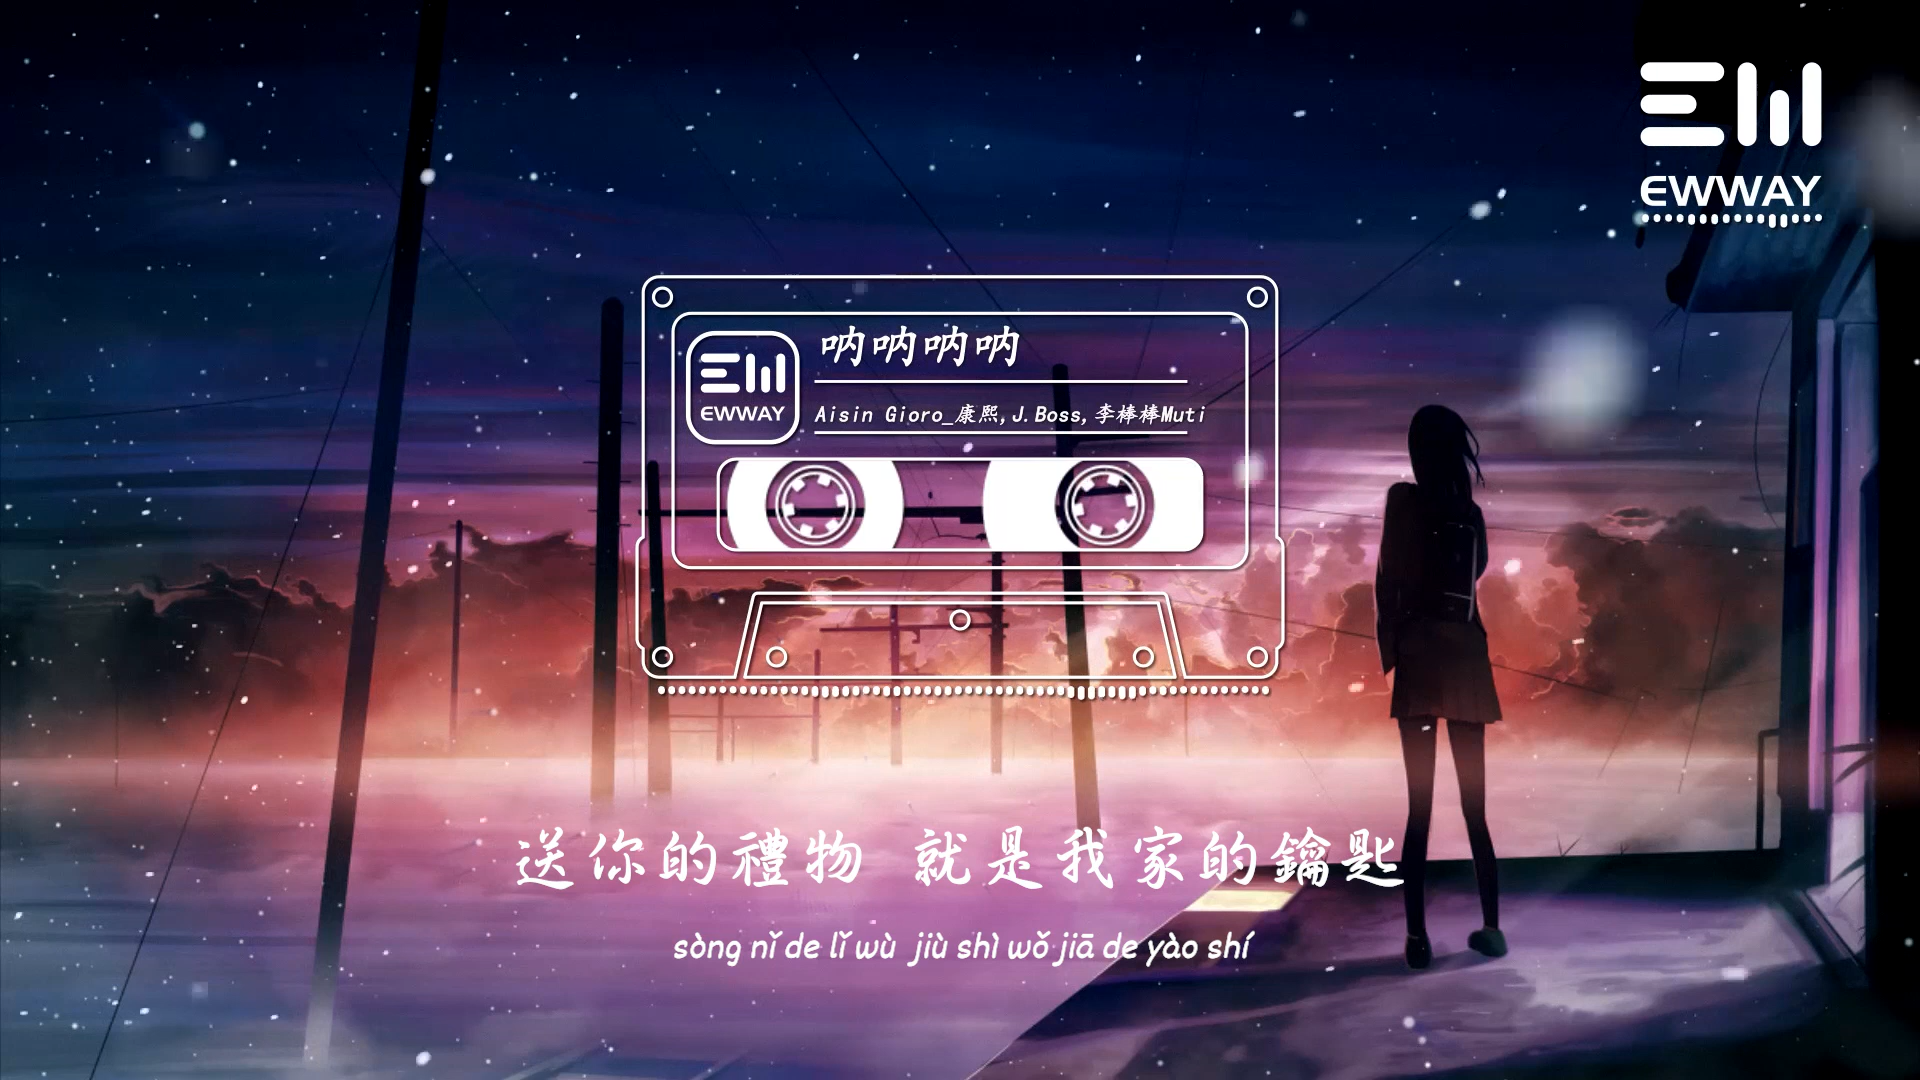 EW
EWWAY
EW
EWWAY
呐呐呐呐
Aisin Gioro_康熙,J.Boss,李棒棒Muti
送你的禮物 就是我家的鑰匙
sòng nǐ de lǐ wù jiù shì wǒ jiā de yào shí